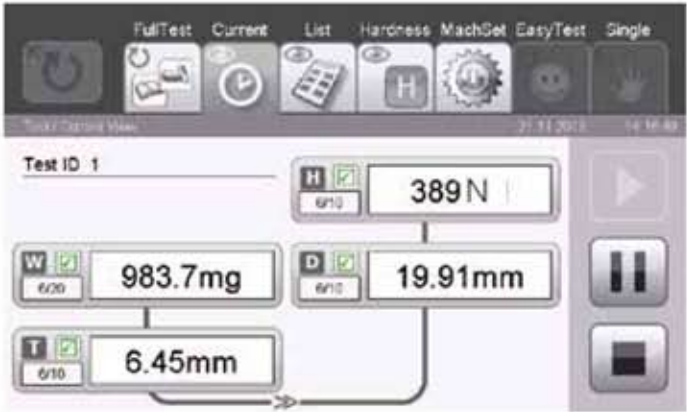 FullTest Current List Hardness MachSet EasyTest Single
H
Test ID 1
H
389N
6/10
W
983.7mg
6/20
D
19.91mm
6/10
T
6.45mm
6/10